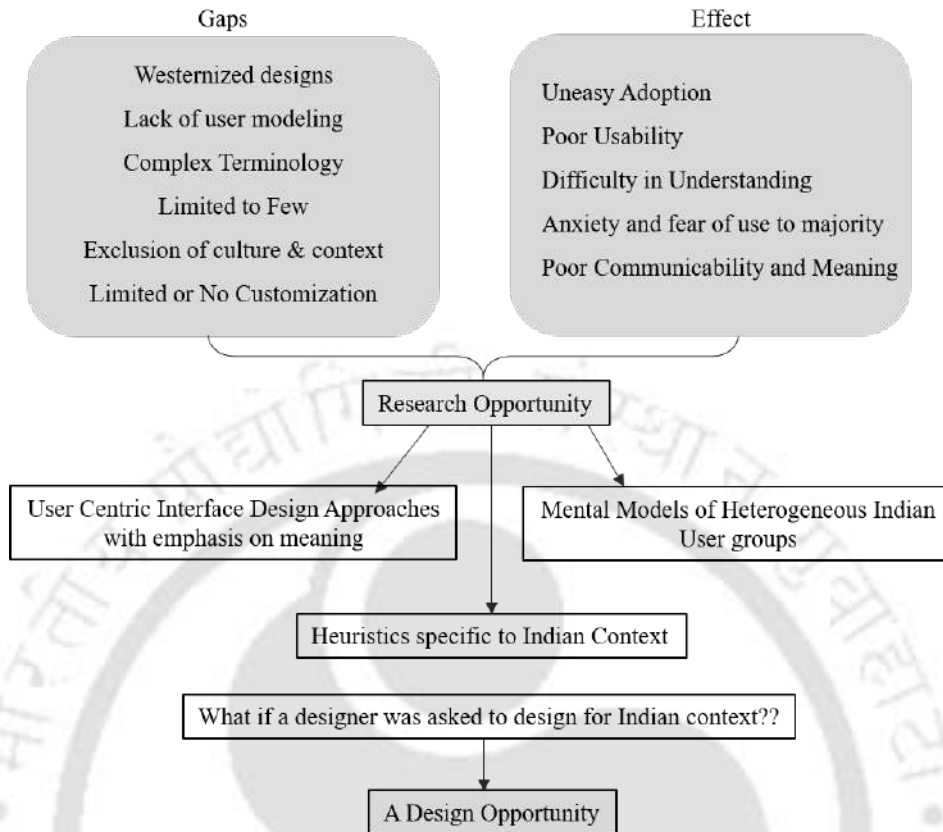 Gaps
Effect
Westernized designs
Lack of user modeling
Complex Terminology
Limited to Few
Exclusion of culture & context
Limited or No Customization
Uneasy Adoption
Poor Usability
Difficulty in Understanding
Anxiety and fear of use to majority
Poor Communicability and Meaning
Research Opportunity
User Centric Interface Design Approaches
with emphasis on meaning
Mental Models of Heterogeneous Indian
User groups
Heuristics specific to Indian Context
What if a designer was asked to design for Indian context??
A Design Opportunity